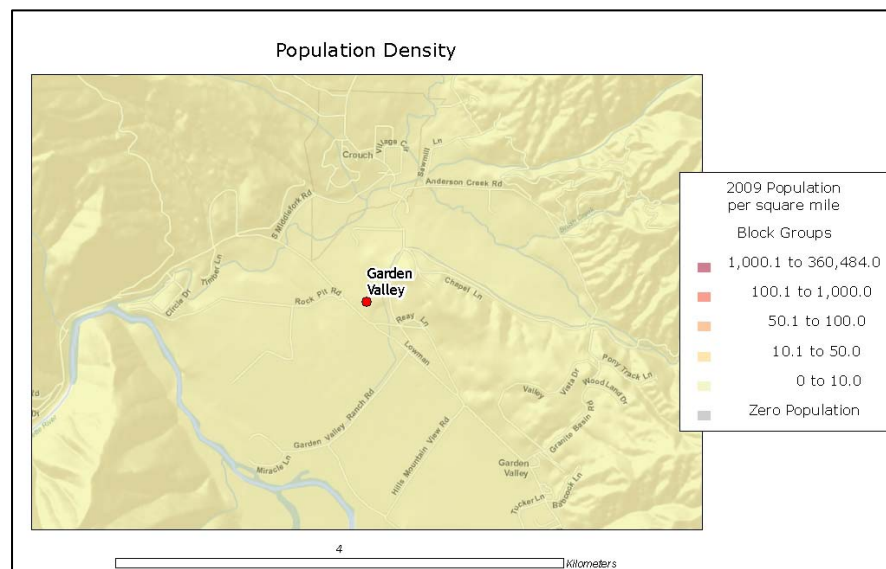 Population Density
Village Cir
Sawmill Ln
Crouch
Anderson Creek Rd
S Middlefork Rd
Timber Ln
Circle Dr
Garden
Valley
Rock Pit Rd
Chapel Ln
Reay Ln
Lowman
Garden Valley Ranch Rd
Miracle Ln
Hills Mountain View Rd
Valley
Vista Dr
Pony Track Ln
Wood Land Dr
Granite Basin Rd
Garden
Valley
Tucker Ln
Babcock Ln
2009 Population
per square mile
Block Groups
1,000.1 to 360,484.0
100.1 to 1,000.0
50.1 to 100.0
10.1 to 50.0
0 to 10.0
Zero Population
4
Kilometers